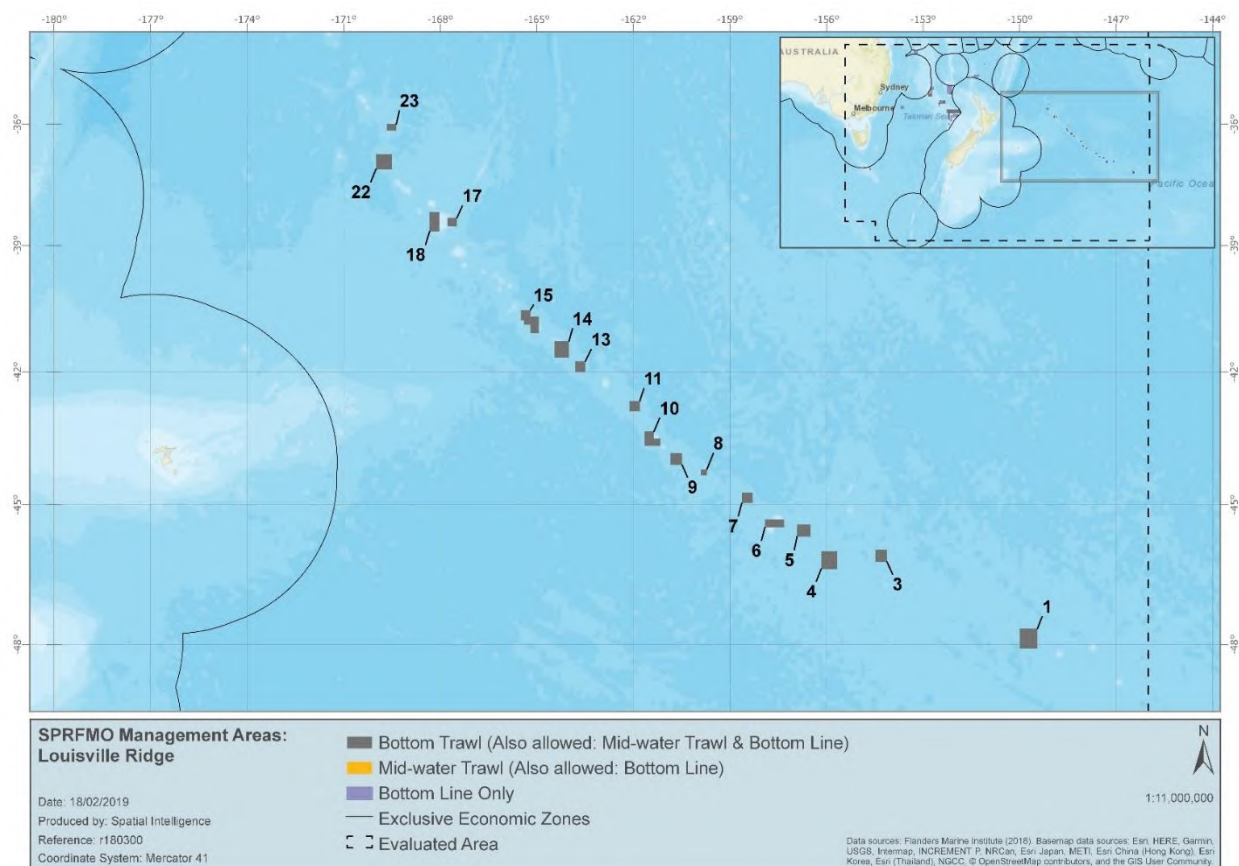 -180° -177° -174° -171° -168° -165° -162° -159° -156° -153° -150° -147° -144°
AUSTRALIA
Sydney
Melbourne
Tasman Sea
Pacific Ocea
-36° -36°
-39° -39°
-42° -42°
-45° -45°
-48° -48°
23
22
17
18
15
14
13
11
10
8
9
7
6
5
4
3
1
SPRFMO Management Areas:
Louisville Ridge
Date: 18/02/2019
Produced by: Spatial Intelligence
Reference: r180300
Coordinate System: Mercator 41
Bottom Trawl (Also allowed: Mid-water Trawl & Bottom Line)
Mid-water Trawl (Also allowed: Bottom Line)
Bottom Line Only
Exclusive Economic Zones
Evaluated Area
N
1:11,000,000
Data sources: Flanders Marine Institute (2018). Basemap data sources: Esri, HERE, Garmin,
USGS, Intermap, INCREMENT P, NRCan, Esri Japan, METI, Esri China (Hong Kong), Esri
Korea, Esri (Thailand), NGCC, © OpenStreetMap contributors, and the GIS User Community.